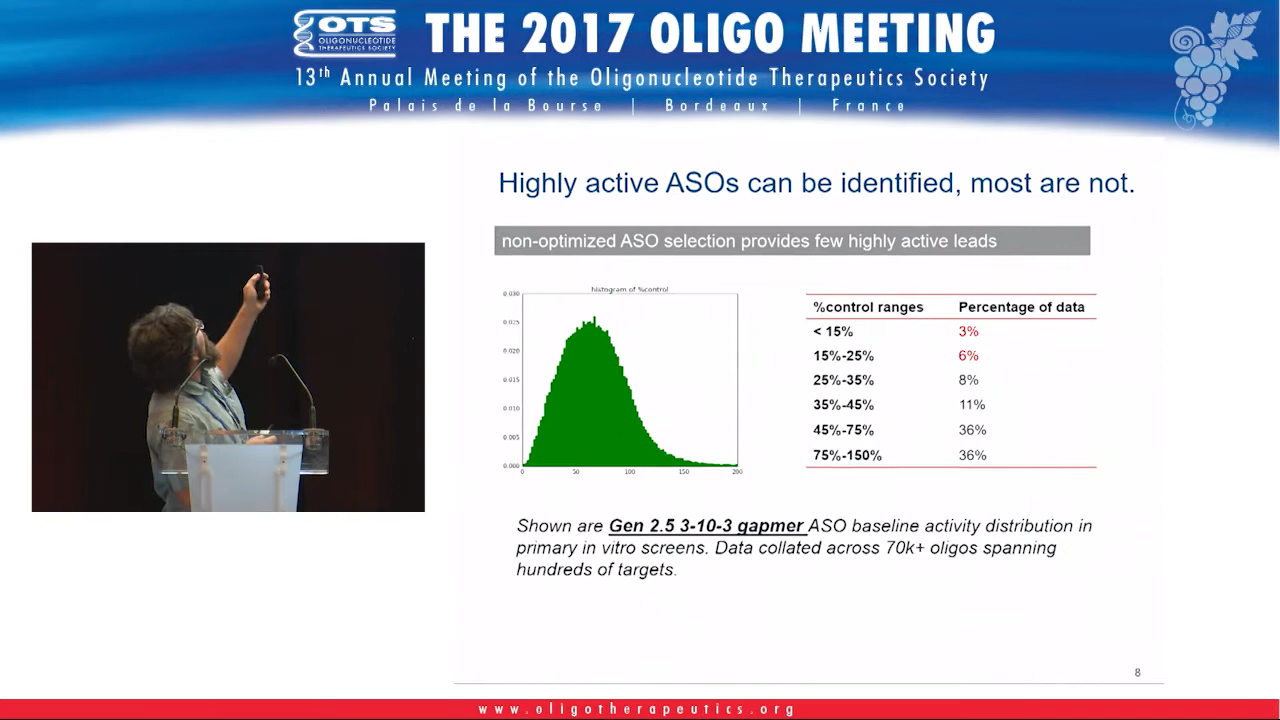 OTS
OLIGONUCLEOTIDE
THERAPEUTICS SOCIETY
THE 2017 OLIGO MEETING
13th Annual Meeting of the Oligonucleotide Therapeutics Society
Palais de la Bourse | Bordeaux | France
Highly active ASOs can be identified, most are not.
non-optimized ASO selection provides few highly active leads
histogram of %control
0.030
0.025
0.020
0.015
0.010
0.005
0.000
0 50 100 150 200
%control ranges Percentage of data
< 15% 3%
15%-25% 6%
25%-35% 8%
35%-45% 11%
45%-75% 36%
75%-150% 36%
Shown are Gen 2.5 3-10-3 gapmer ASO baseline activity distribution in
primary in vitro screens. Data collated across 70k+ oligos spanning
hundreds of targets.
8
www.oligotherapeutics.org